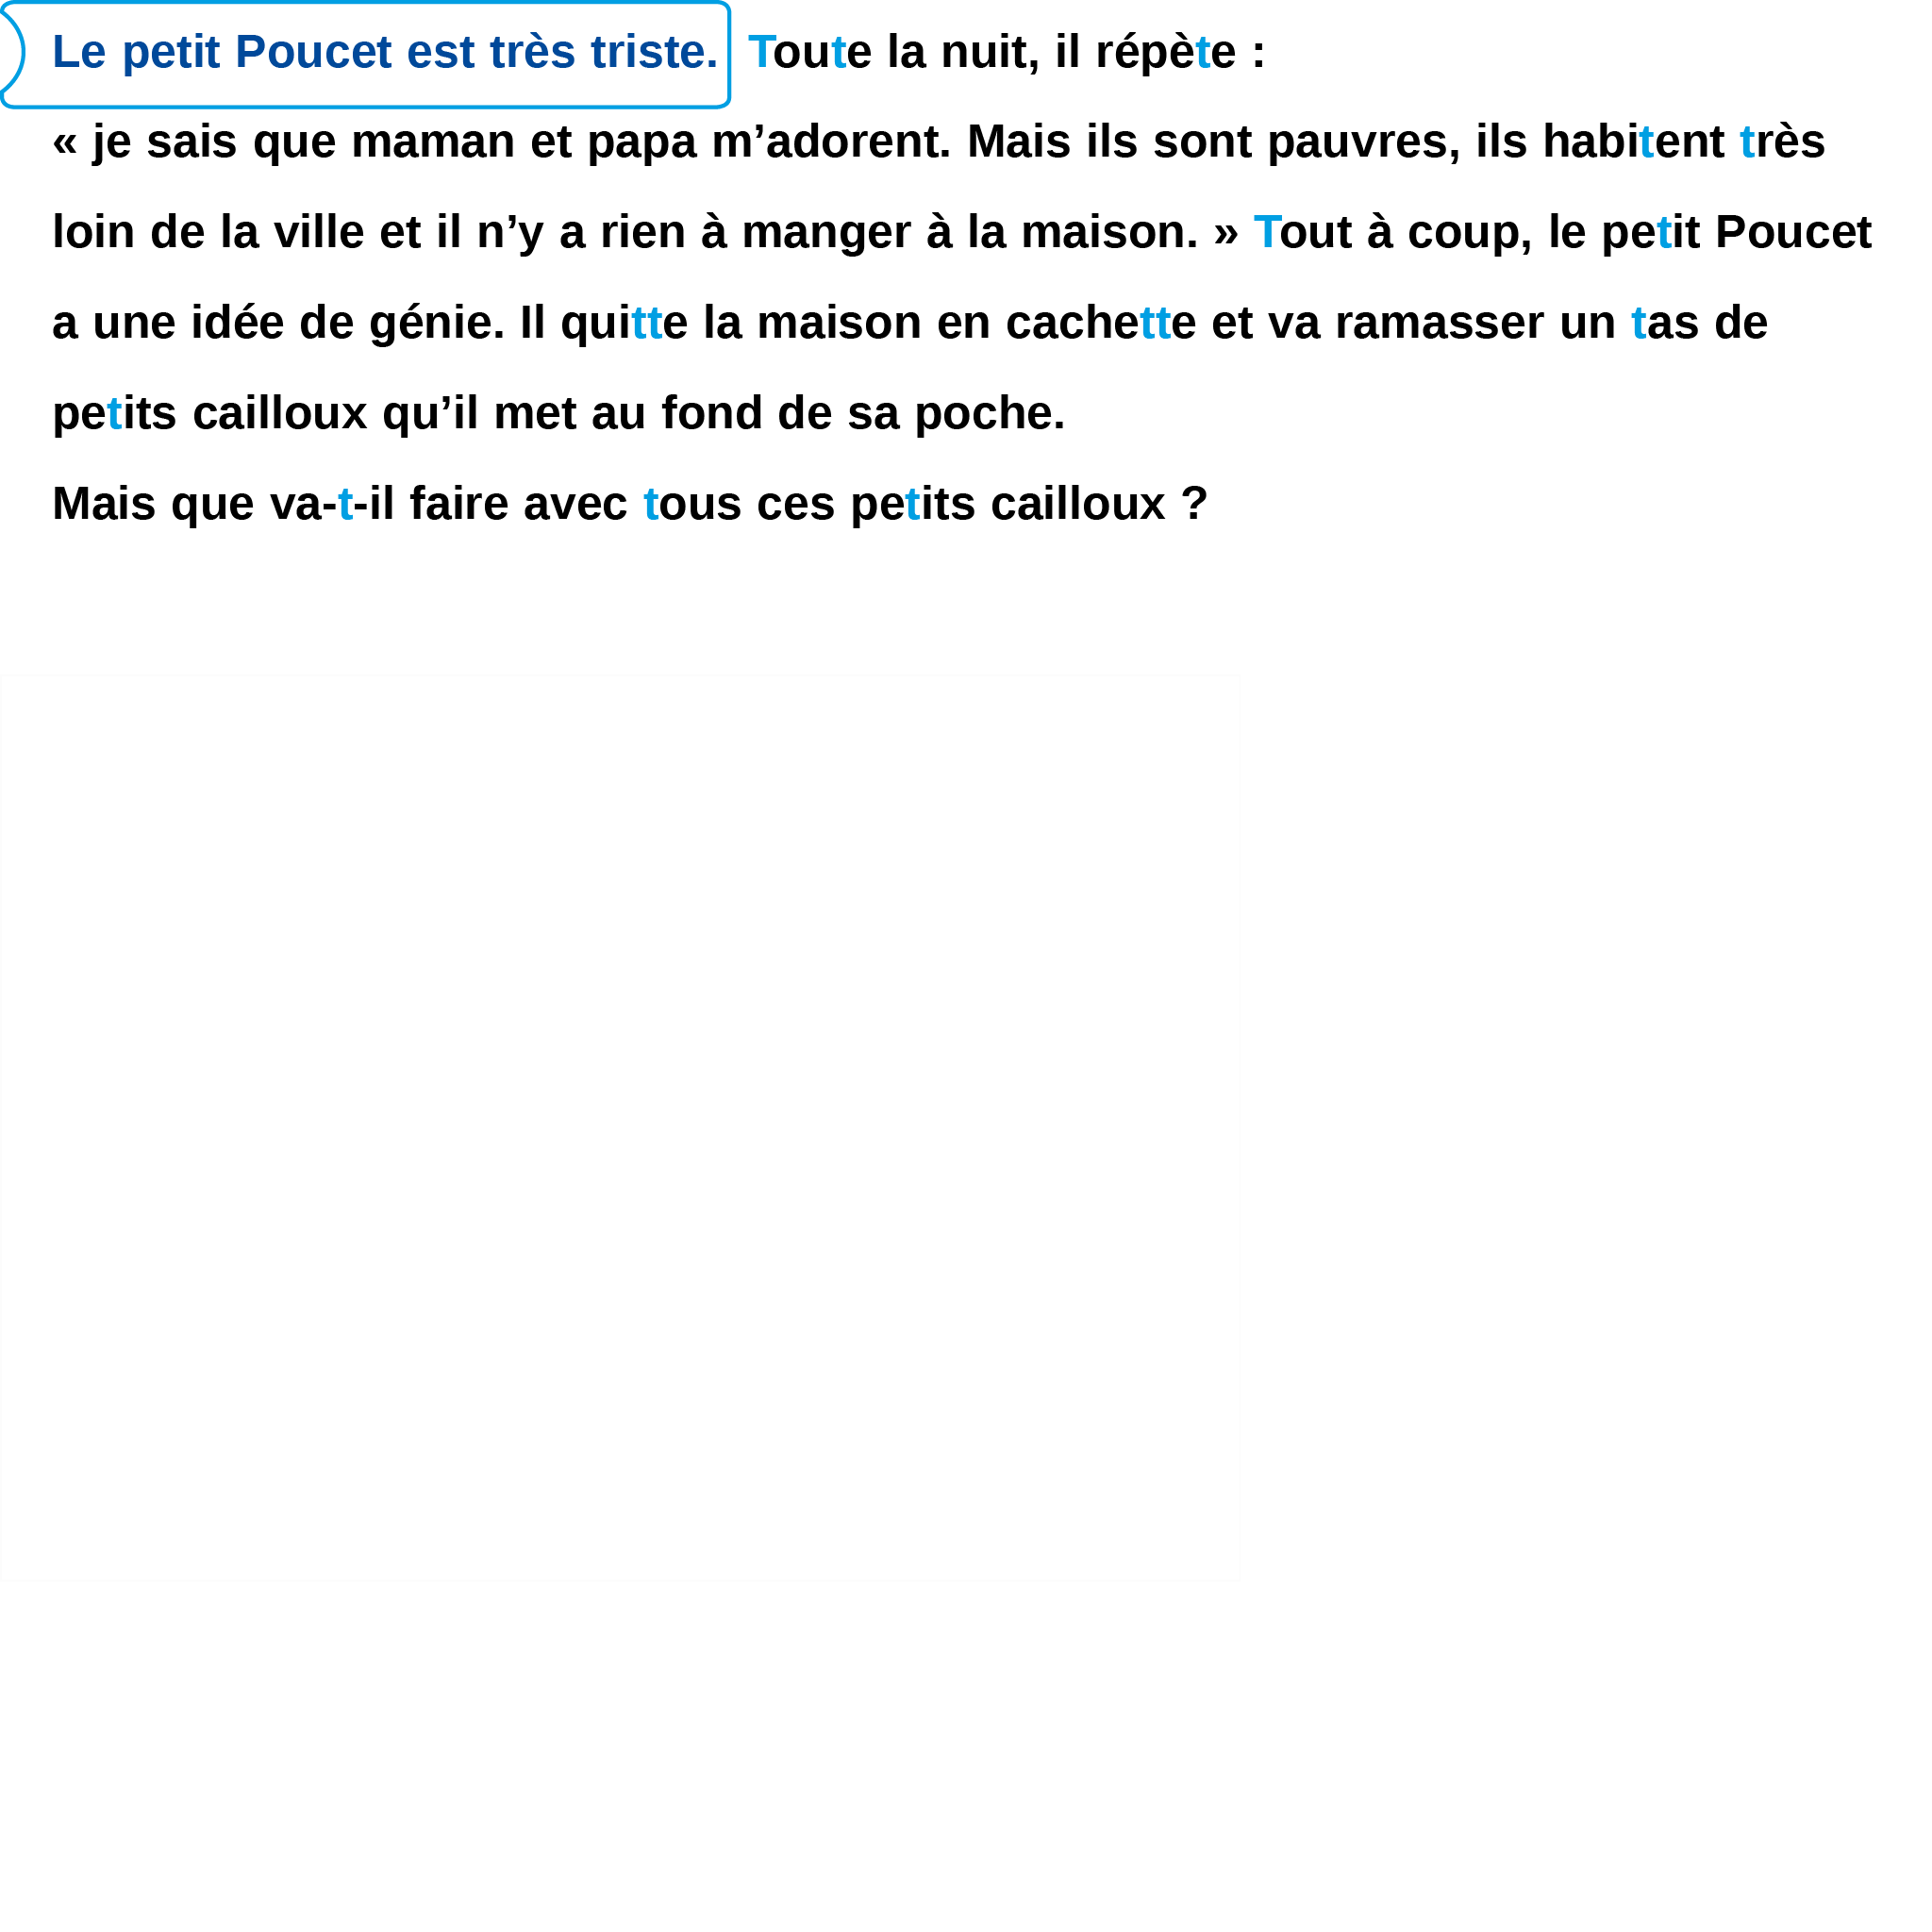 Le petit Poucet est très triste. Toute la nuit, il répète :
« je sais que maman et papa m’adorent. Mais ils sont pauvres, ils habitent très
loin de la ville et il n’y a rien à manger à la maison. » Tout à coup, le petit Poucet
a une idée de génie. Il quitte la maison en cachette et va ramasser un tas de
petits cailloux qu’il met au fond de sa poche.
Mais que va-t-il faire avec tous ces petits cailloux ?